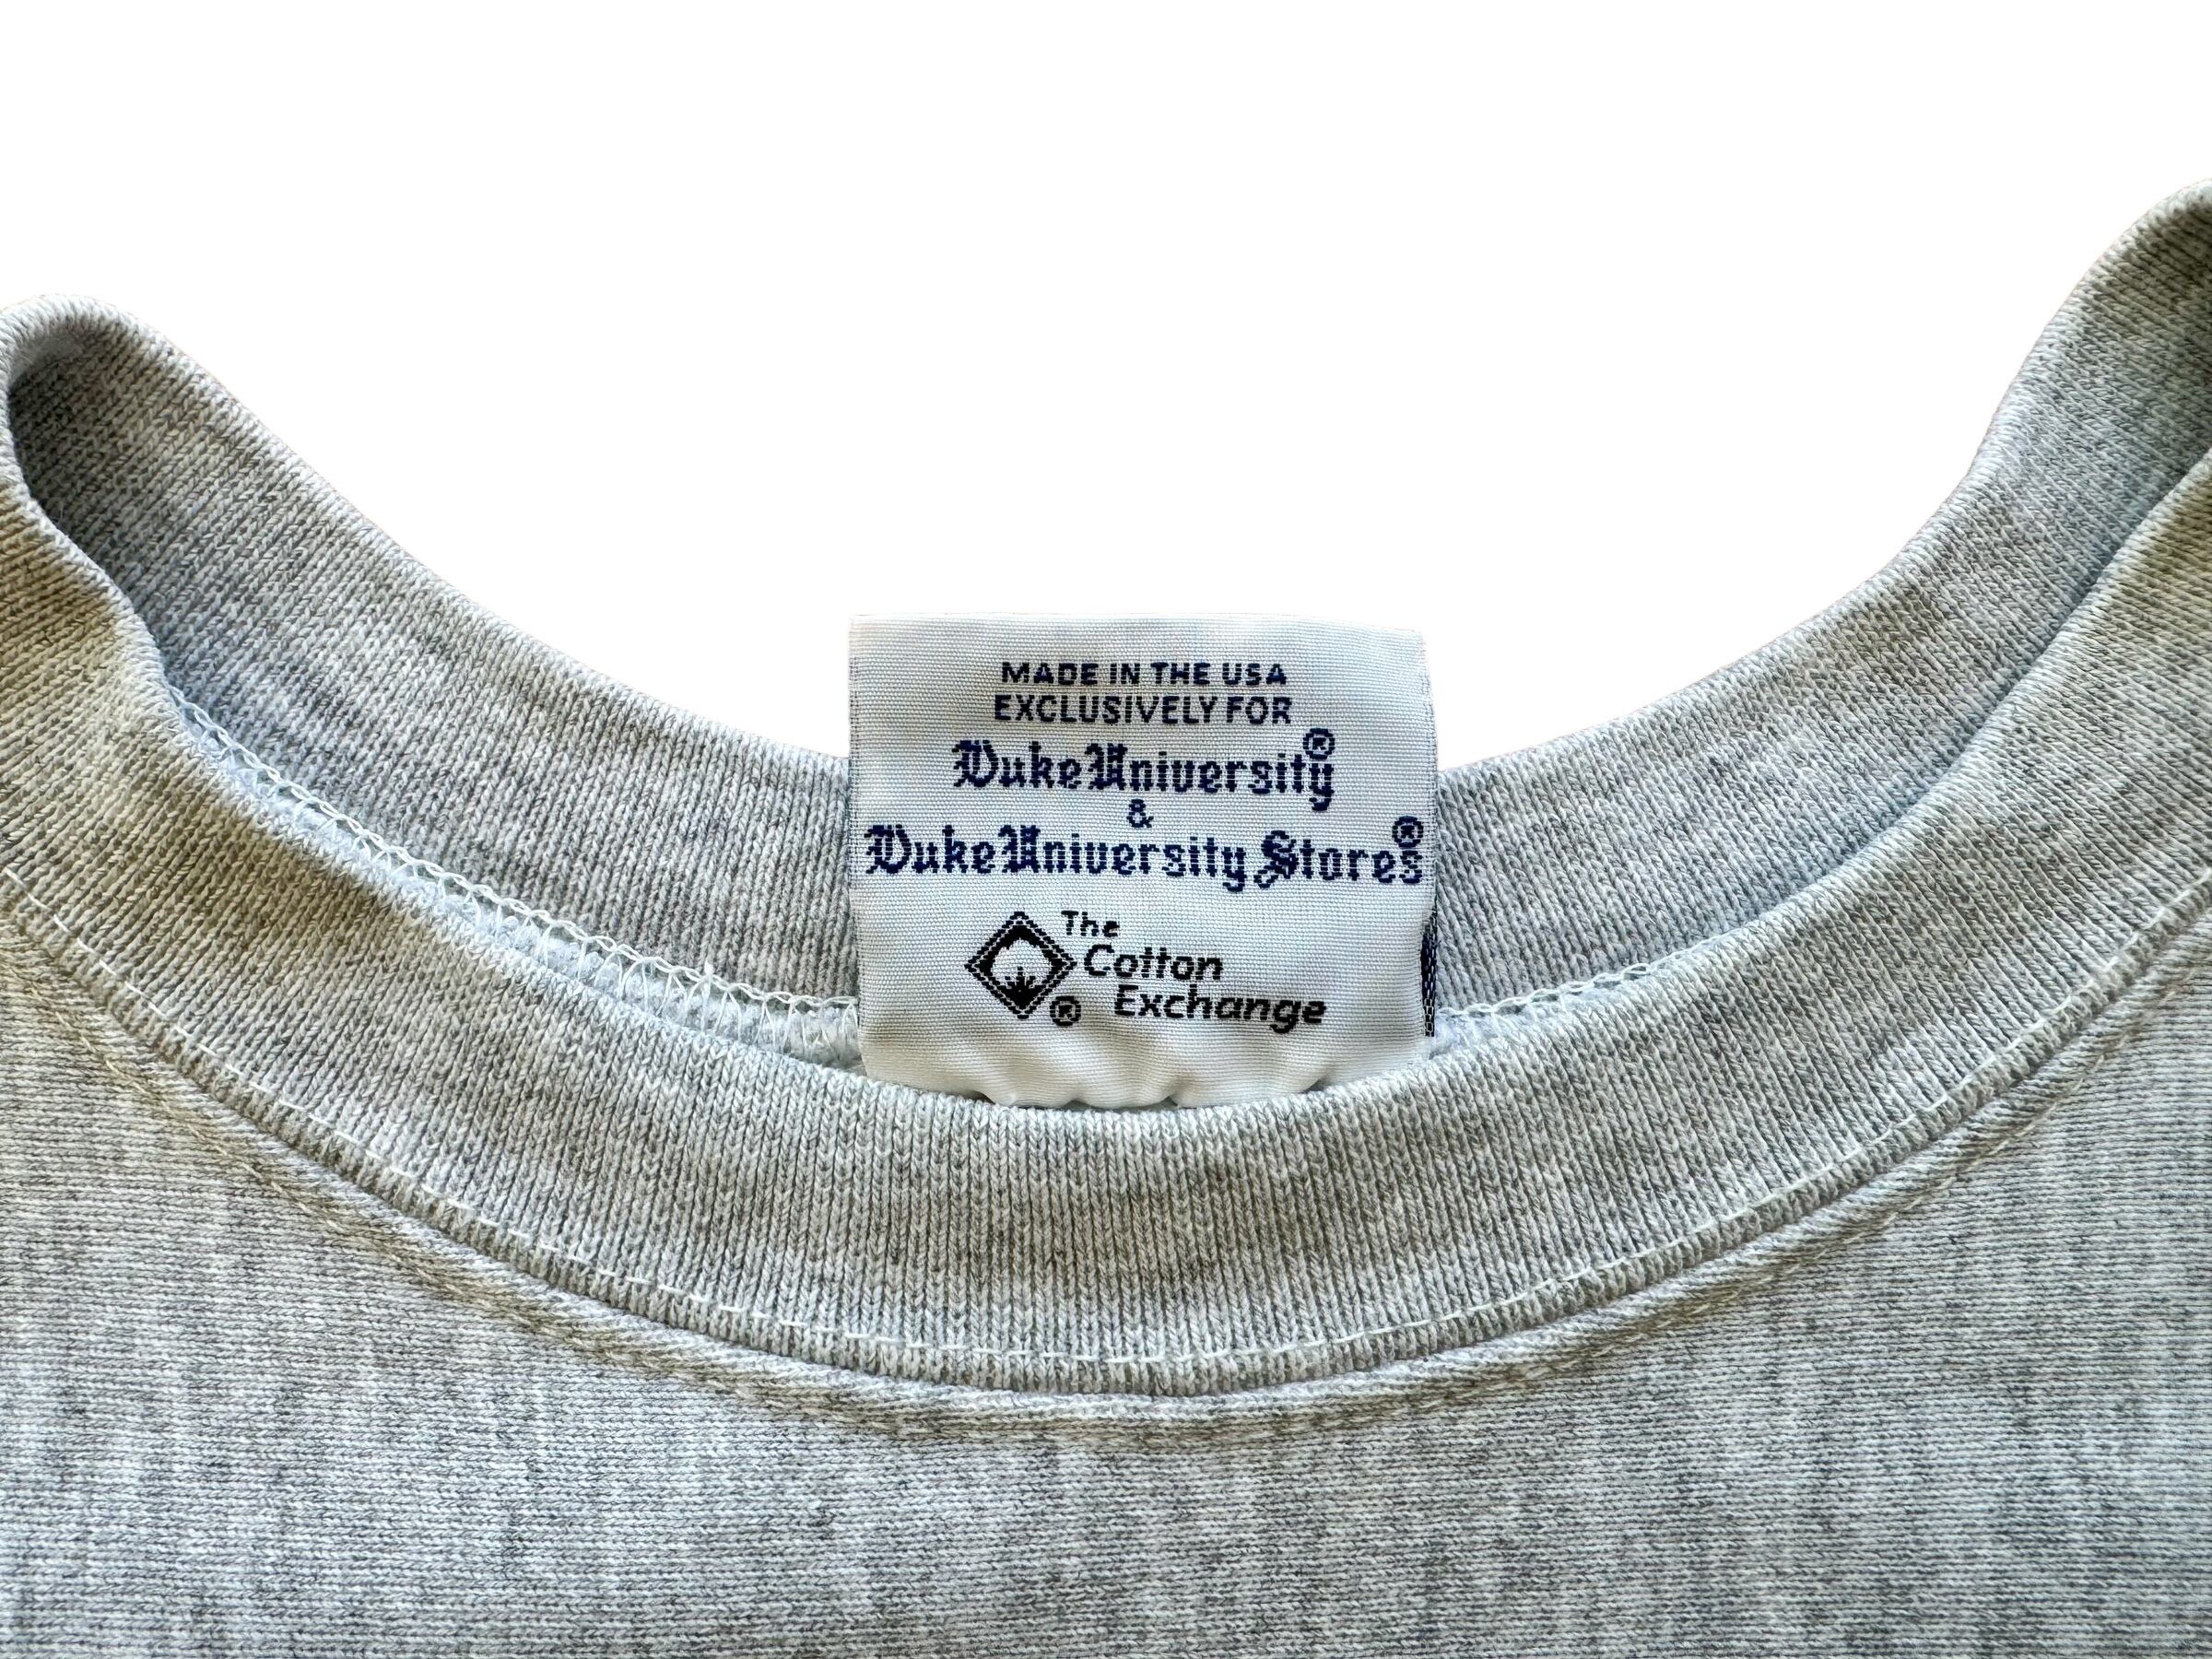 MADE IN THE USA
EXCLUSIVELY FOR
Duke University®
&
Duke University Stores®
The
Cotton
Exchange
®